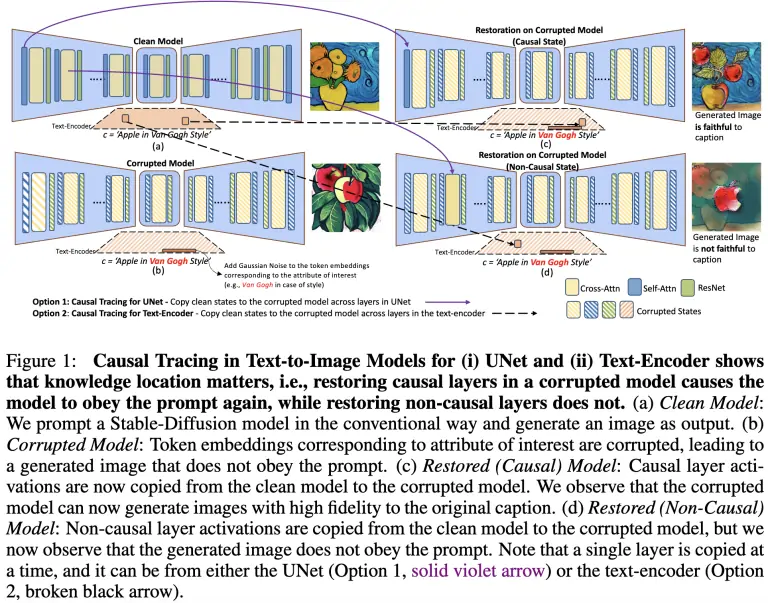 Clean Model
Text-Encoder
c = ‘Apple in Van Gogh Style’
(a)
Restoration on Corrupted Model
(Causal State)
Text-Encoder
c = ‘Apple in Van Gogh Style’
(c)
Generated Image
is faithful to
caption
Corrupted Model
Text-Encoder
c = ‘Apple in Van Gogh Style’
(b)
Add Gaussian Noise to the token embeddings
corresponding to the attribute of interest
(e.g., Van Gogh in case of style)
Restoration on Corrupted Model
(Non-Causal State)
Text-Encoder
c = ‘Apple in Van Gogh Style’
(d)
Generated Image
is not faithful to
caption
Cross-Attn
Self-Attn
ResNet
Corrupted States
Option 1: Causal Tracing for UNet - Copy clean states to the corrupted model across layers in UNet
Option 2: Causal Tracing for Text-Encoder - Copy clean states to the corrupted model across layers in the text-encoder
Figure 1: Causal Tracing in Text-to-Image Models for (i) UNet and (ii) Text-Encoder shows
that knowledge location matters, i.e., restoring causal layers in a corrupted model causes the
model to obey the prompt again, while restoring non-causal layers does not. (a) Clean Model:
We prompt a Stable-Diffusion model in the conventional way and generate an image as output. (b)
Corrupted Model: Token embeddings corresponding to attribute of interest are corrupted, leading to
a generated image that does not obey the prompt. (c) Restored (Causal) Model: Causal layer acti-
vations are now copied from the clean model to the corrupted model. We observe that the corrupted
model can now generate images with high fidelity to the original caption. (d) Restored (Non-Causal)
Model: Non-causal layer activations are copied from the clean model to the corrupted model, but we
now observe that the generated image does not obey the prompt. Note that a single layer is copied at
a time, and it can be from either the UNet (Option 1, solid violet arrow) or the text-encoder (Option
2, broken black arrow).